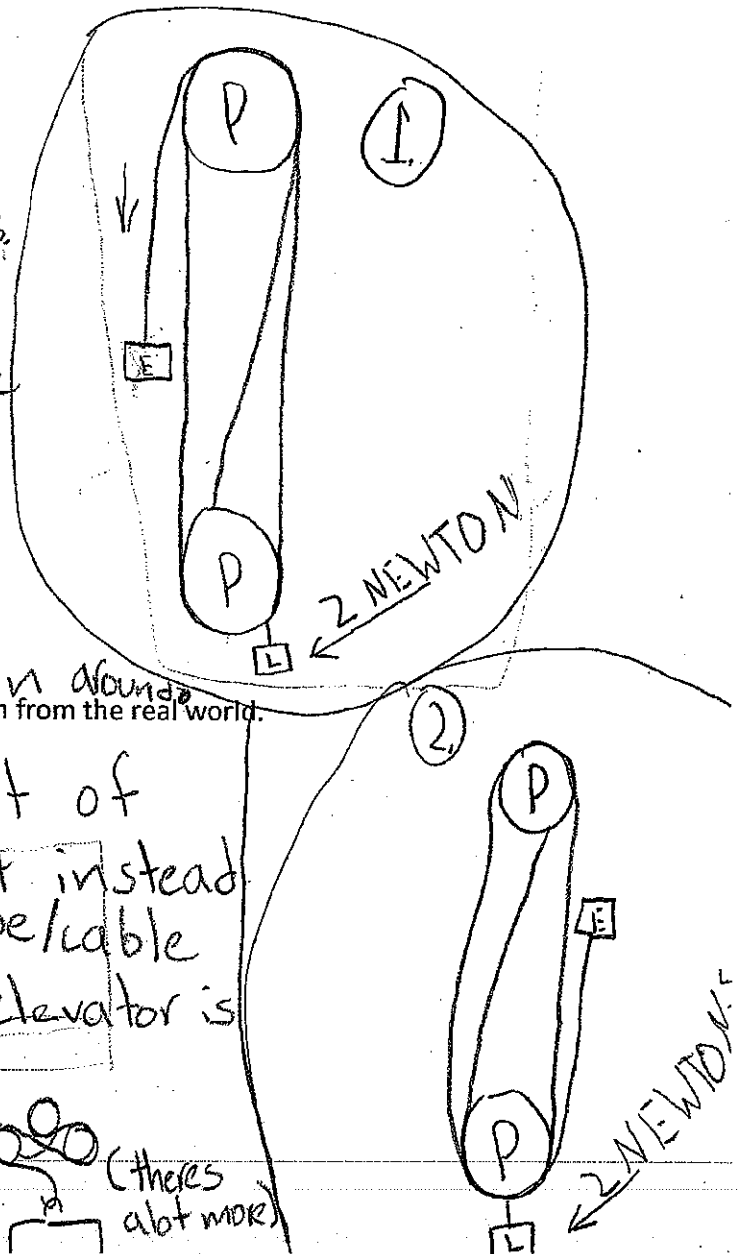 P
1.
E
P
2 NEWTON
L
n around
n from the real world.
2.
t of
instead
P
e/cable
E
elevator is
P
2 NEWTON
(theres
alot more)
L